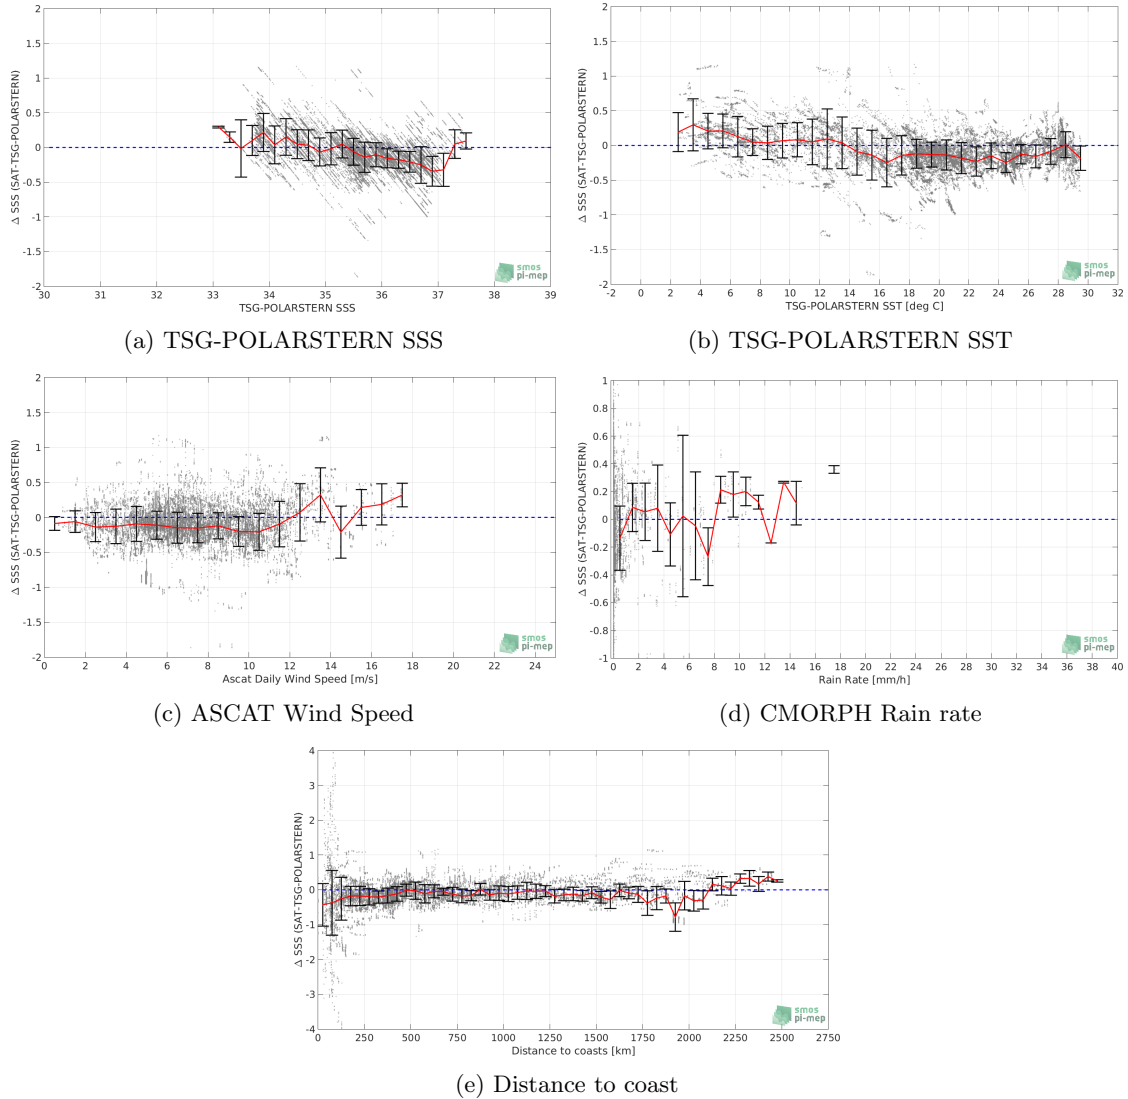 2
1.5
1
0.5
0
-0.5
-1
-1.5
-2
Δ SSS (SAT-TSG-POLARSTERN)
30 31 32 33 34 35 36 37 38 39
TSG-POLARSTERN SSS
smos
pi-mep
(a) TSG-POLARSTERN SSS
2
1.5
1
0.5
0
-0.5
-1
-1.5
-2
Δ SSS (SAT-TSG-POLARSTERN)
-2 0 2 4 6 8 10 12 14 16 18 20 22 24 26 28 30 32
TSG-POLARSTERN SST [deg C]
smos
pi-mep
(b) TSG-POLARSTERN SST
2
1.5
1
0.5
0
-0.5
-1
-1.5
-2
Δ SSS (SAT-TSG-POLARSTERN)
0 2 4 6 8 10 12 14 16 18 20 22 24
Ascat Daily Wind Speed [m/s]
smos
pi-mep
(c) ASCAT Wind Speed
1
0.8
0.6
0.4
0.2
0
-0.2
-0.4
-0.6
-0.8
-1
Δ SSS (SAT-TSG-POLARSTERN)
0 2 4 6 8 10 12 14 16 18 20 22 24 26 28 30 32 34 36 38 40
Rain Rate [mm/h]
smos
pi-mep
(d) CMORPH Rain rate
4
3
2
1
0
-1
-2
-3
-4
Δ SSS (SAT-TSG-POLARSTERN)
0 250 500 750 1000 1250 1500 1750 2000 2250 2500 2750
Distance to coasts [km]
smos
pi-mep
(e) Distance to coast